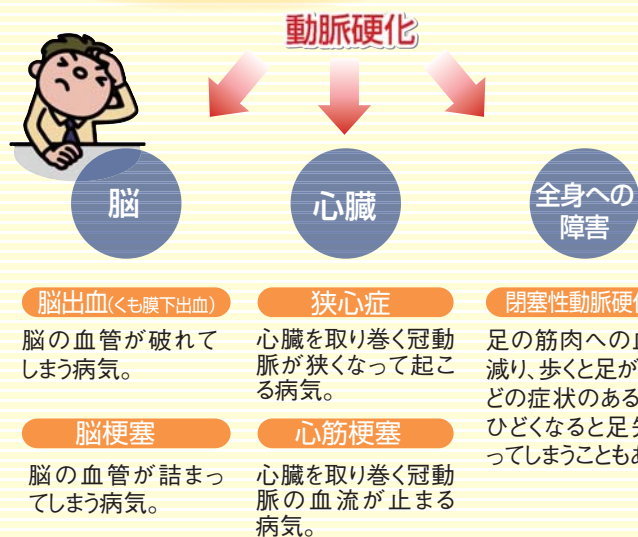 動脈硬化
脳
脳出血(くも膜下出血)
脳の血管が破れて
しまう病気。
脳梗塞
脳の血管が詰まっ
てしまう病気。
心臓
狭心症
心臓を取り巻く冠動
脈が狭くなって起こ
る病気。
心筋梗塞
心臓を取り巻く冠動
脈の血流が止まる
病気。
全身への
障害
閉塞性動脈硬
足の筋肉への
減り、歩くと足が
どの症状のある
ひどくなると足
ってしまうことも